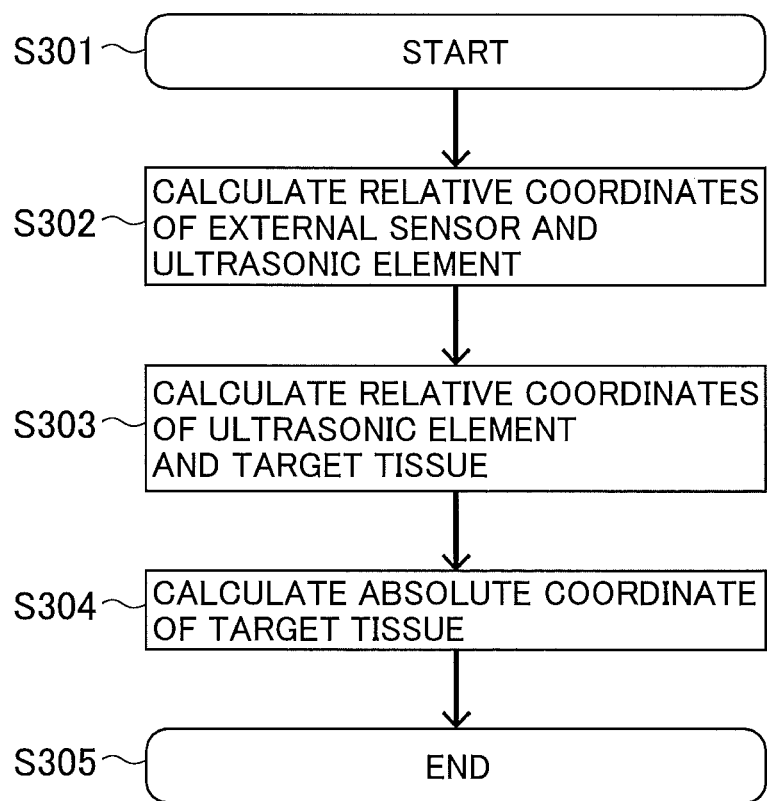 S301
START
S302
CALCULATE RELATIVE COORDINATES
OF EXTERNAL SENSOR AND
ULTRASONIC ELEMENT
S303
CALCULATE RELATIVE COORDINATES
OF ULTRASONIC ELEMENT
AND TARGET TISSUE
S304
CALCULATE ABSOLUTE COORDINATE
OF TARGET TISSUE
S305
END